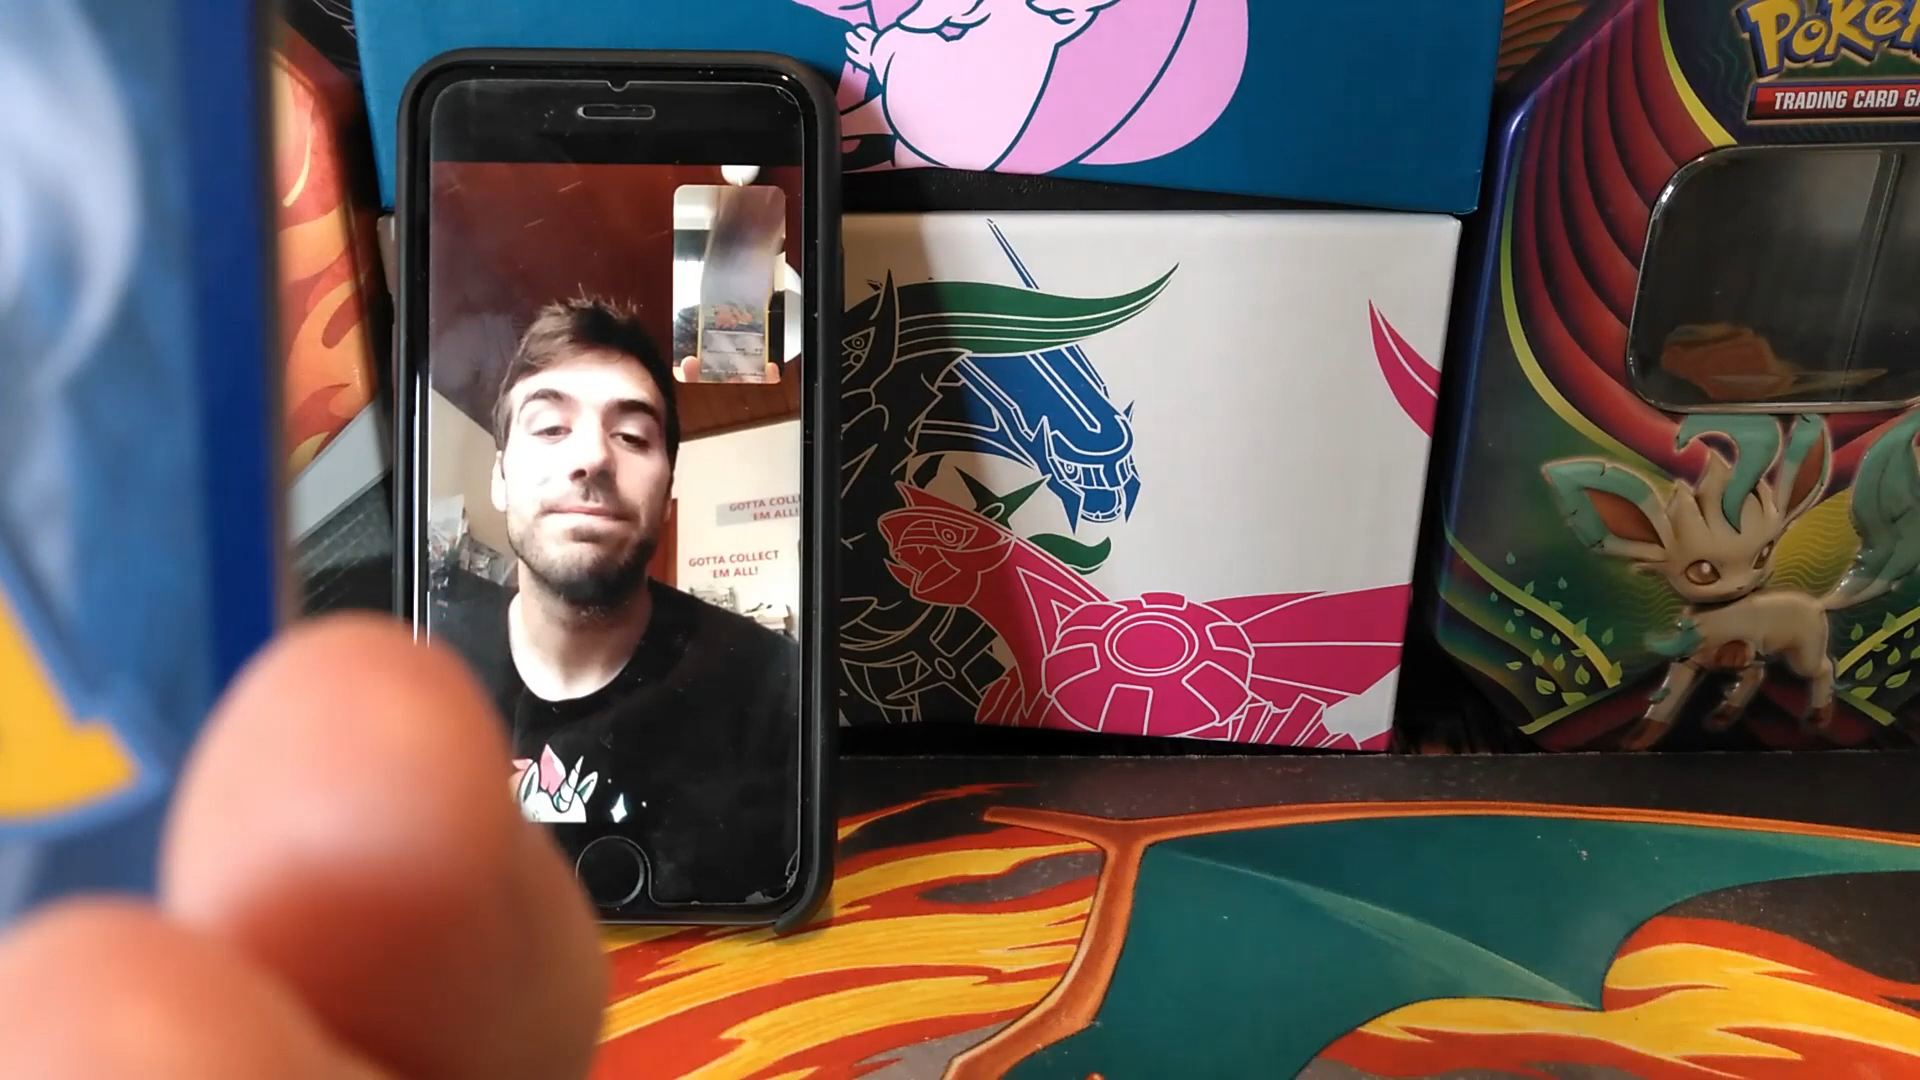 POKÉ
TRADING CARD GA
GOTTA COLL
EM ALL!
GOTTA COLLECT
'EM ALL!